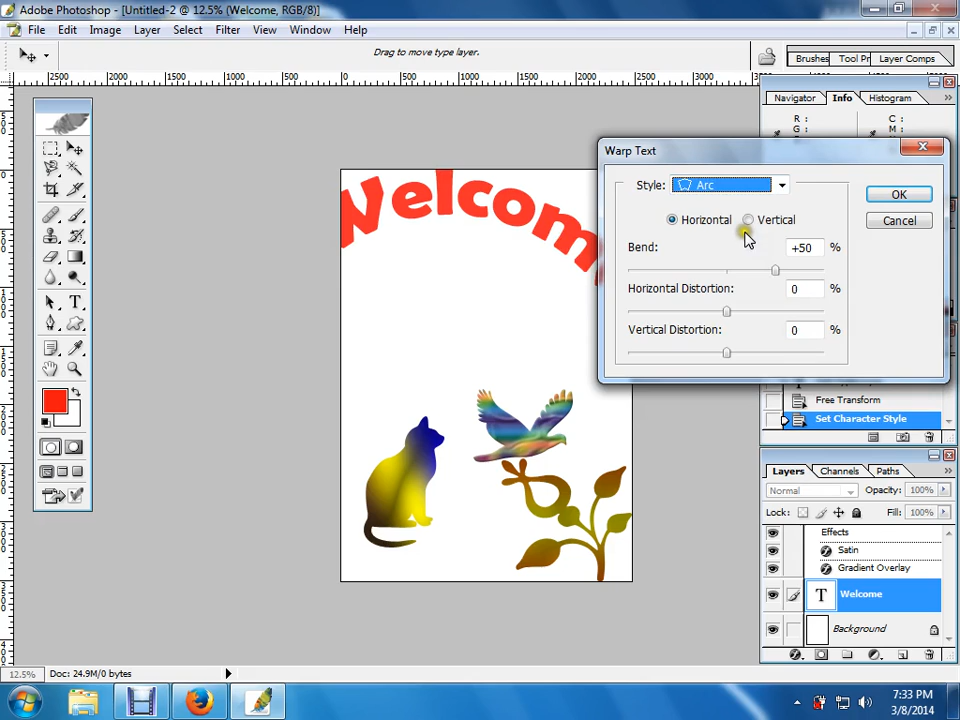 Adobe Photoshop - [Untitled-2 @ 12.5% (Welcome, RGB/8)]
File Edit Image Layer Select Filter View Window Help
Drag to move type layer.
Brushes Tool Pr Layer Comps
2500 2000 1500 1000 500 0 500 1000 1500 2000 2500 3000
Navigator Info Histogram
R : C :
G : M :
Welcom
Warp Text
Style: Arc
OK
Horizontal Vertical
Cancel
Bend: +50 %
Horizontal Distortion: 0 %
Vertical Distortion: 0 %
Free Transform
Set Character Style
Layers Channels Paths
Normal Opacity: 100%
Lock: Fill: 100%
Effects
Satin
Gradient Overlay
T Welcome
Background
12.5% Doc: 24.9M/0 bytes
7:33 PM
3/8/2014